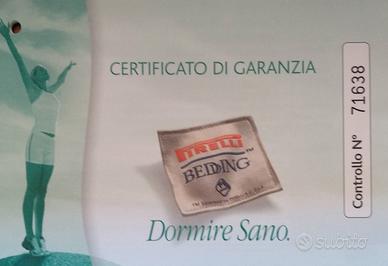 CERTIFICATO DI GARANZIA
PIRELLI
BEDDING
Dormire Sano.
Controllo N° 71638
subito